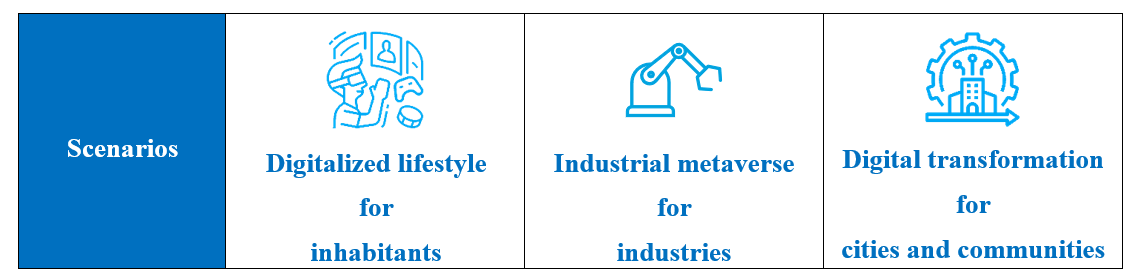 Scenarios
Digitalized lifestyle
for
inhabitants
Industrial metaverse
for
industries
Digital transformation
for
cities and communities